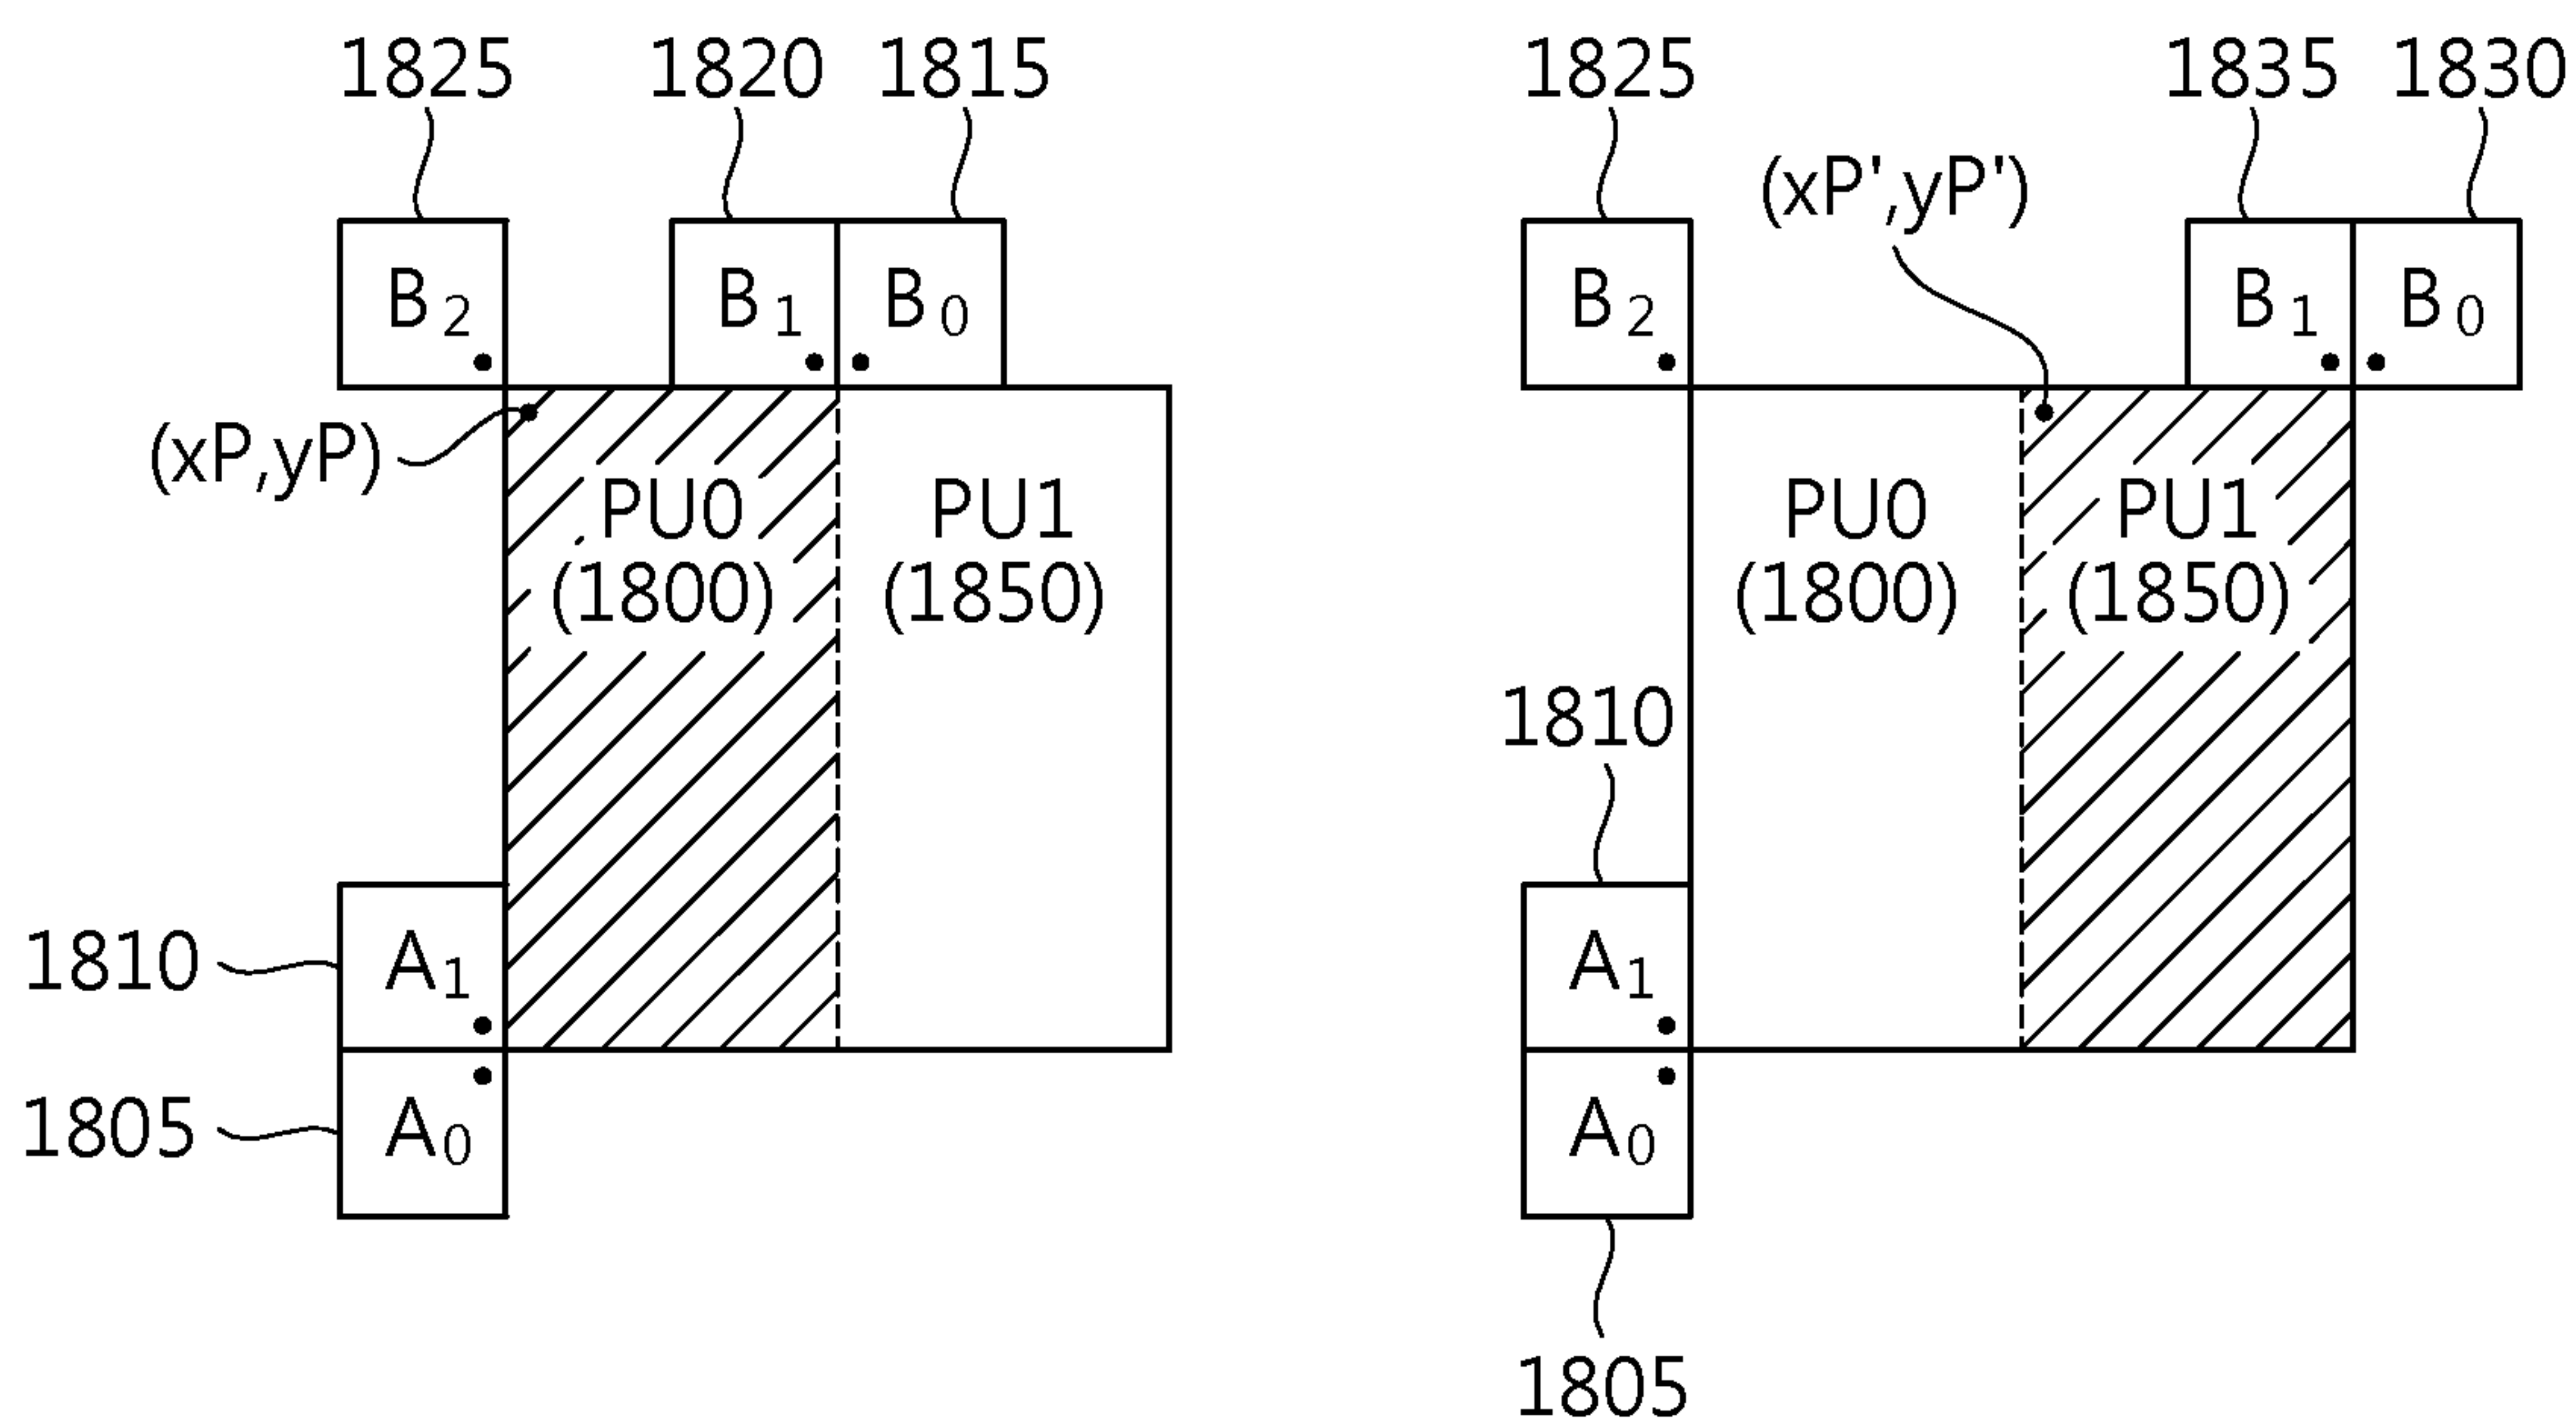 1825 1820 1815
B2 B1 B0
(xP,yP)
PU0 PU1
(1800) (1850)
1810 A1
1805 A0
1825 1835 1830
(xP',yP')
B2 B1 B0
PU0 PU1
(1800) (1850)
1810
A1
A0
1805